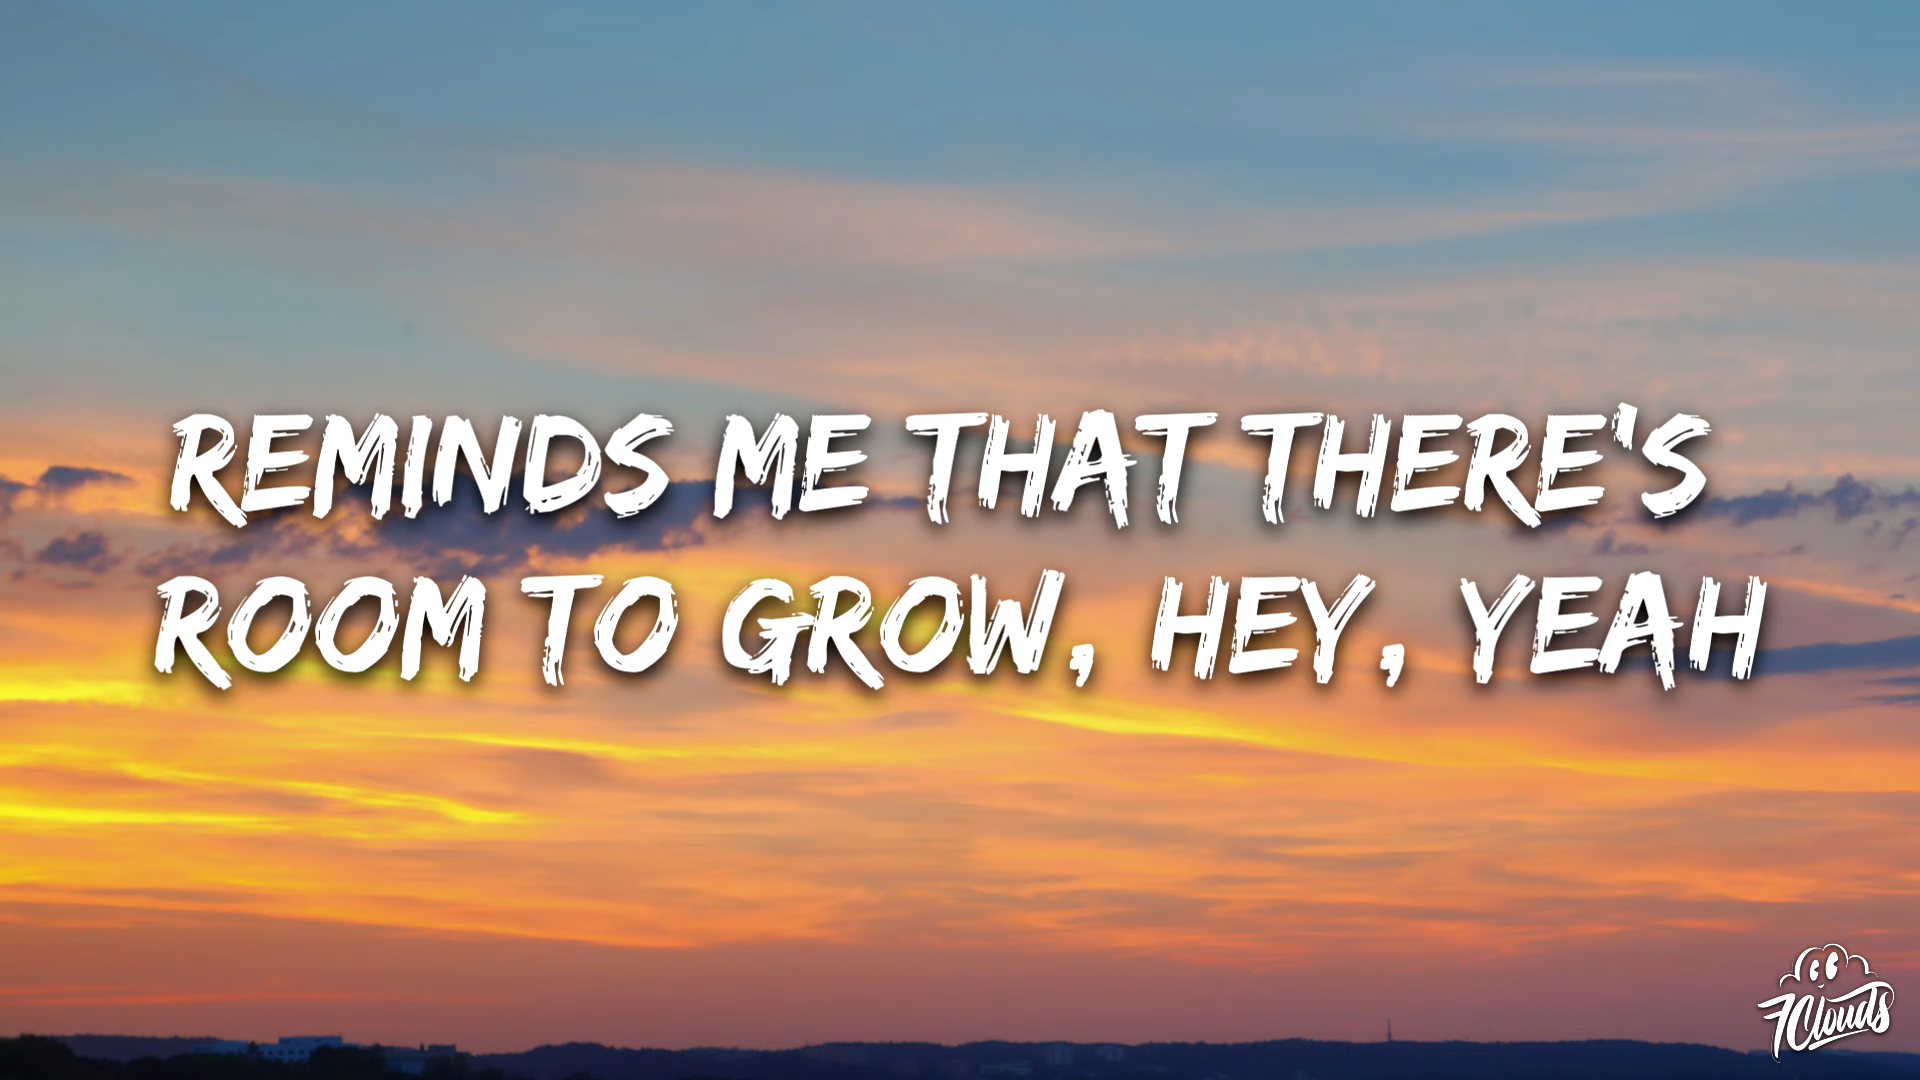 REMINDS ME THAT THERE'S
ROOM TO GROW, HEY, YEAH
7Clouds